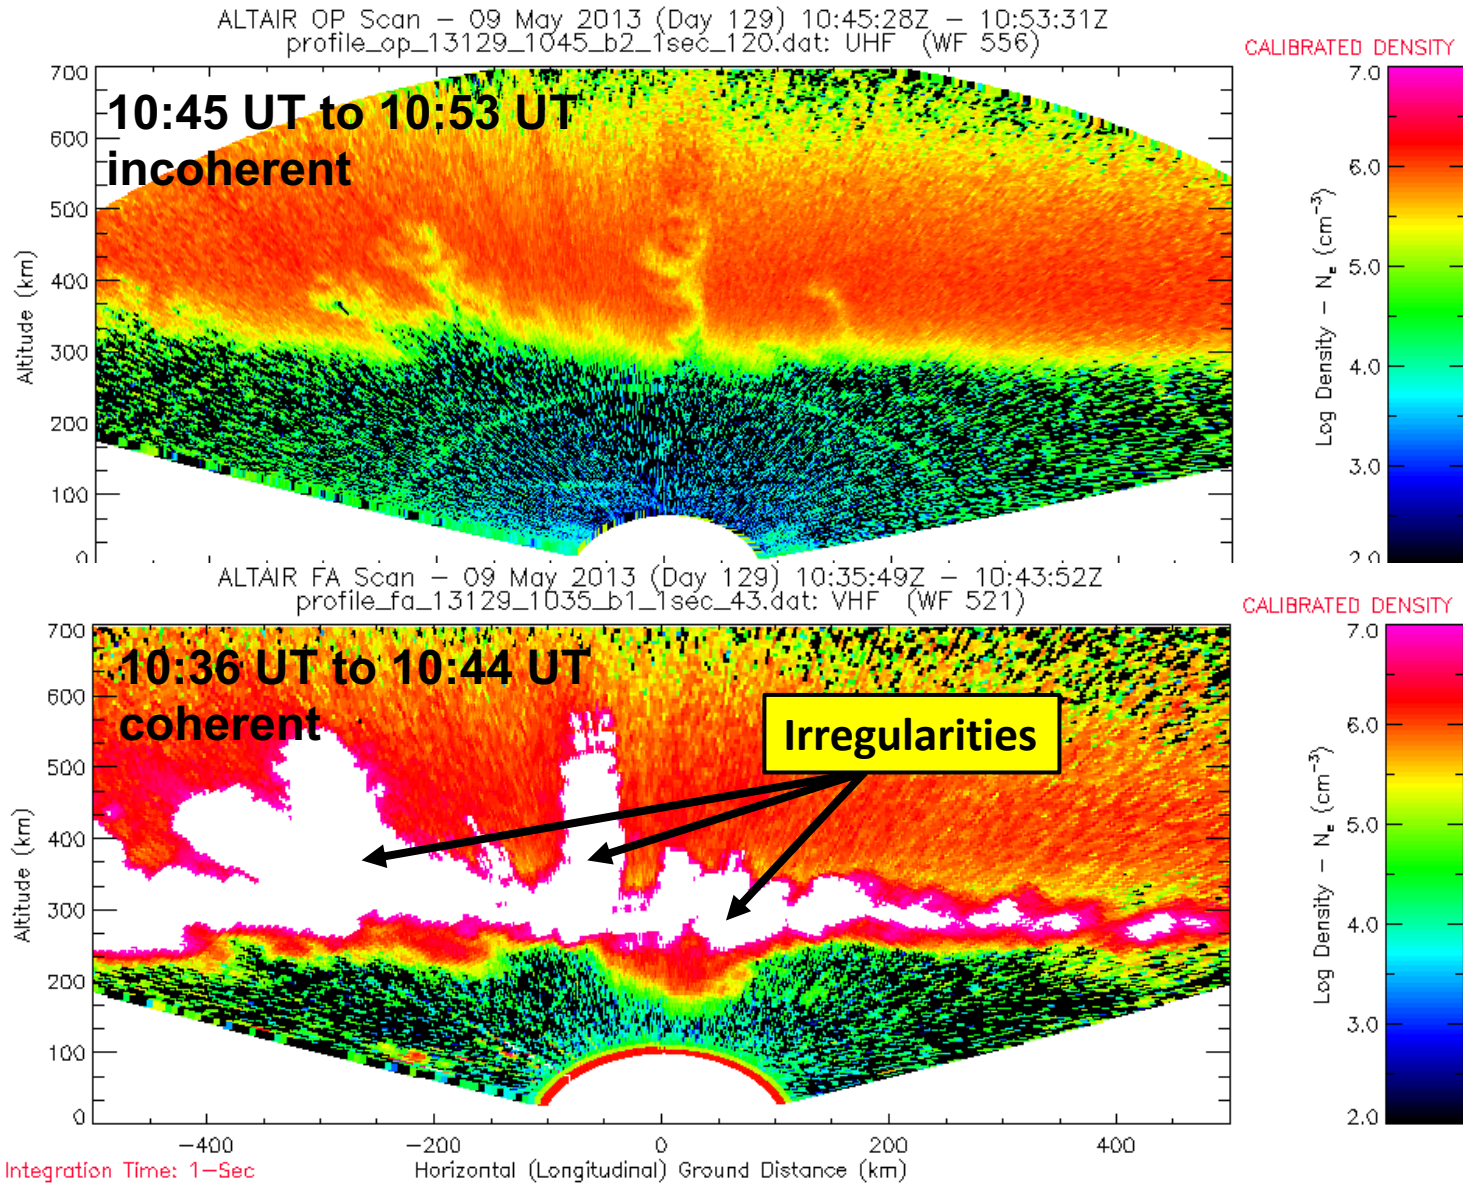 ALTAIR OP Scan – 09 May 2013 (Day 129) 10:45:28Z – 10:53:31Z
profile_op_13129_1045_b2_1sec_120.dat: UHF (WF 556)
CALIBRATED DENSITY
10:45 UT to 10:53 UT
incoherent
700
600
500
400
300
200
100
0
Altitude (km)
7.0
6.0
5.0
4.0
3.0
2.0
Log Density – Ne (cm⁻³)
ALTAIR FA Scan – 09 May 2013 (Day 129) 10:35:49Z – 10:43:52Z
profile_fa_13129_1035_b1_1sec_43.dat: VHF (WF 521)
CALIBRATED DENSITY
10:36 UT to 10:44 UT
coherent
Irregularities
700
600
500
400
300
200
100
0
Altitude (km)
7.0
6.0
5.0
4.0
3.0
2.0
Log Density – Ne (cm⁻³)
−400 −200 0 200 400
Integration Time: 1–Sec
Horizontal (Longitudinal) Ground Distance (km)